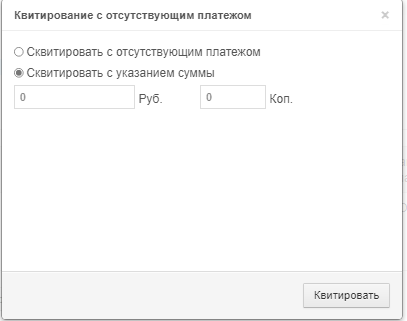 Квитирование с отсутствующим платежом ×
Сквитировать с отсутствующим платежом
Сквитировать с указанием суммы
0 Руб. 0 Коп.
Квитировать